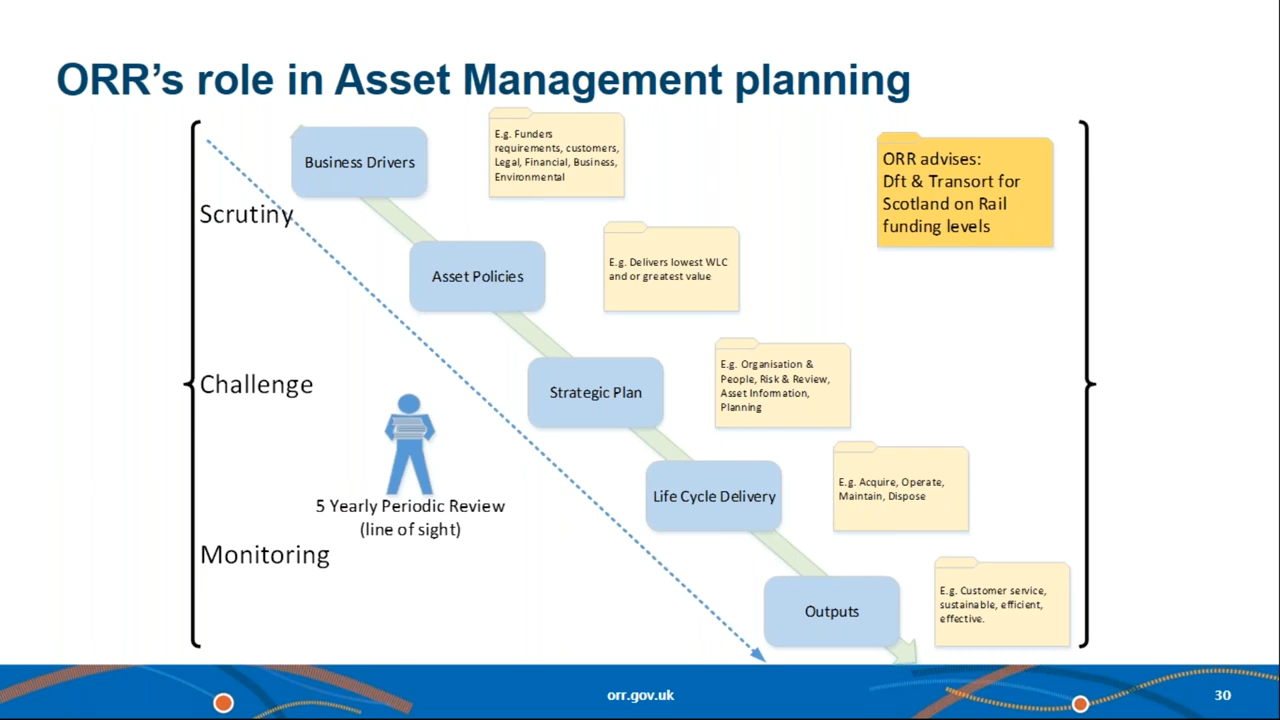 ORR's role in Asset Management planning
Scrutiny
Challenge
Monitoring
5 Yearly Periodic Review
(line of sight)
Business Drivers
E.g. Funders
requirements, customers,
Legal, Financial, Business,
Environmental
Asset Policies
E.g. Delivers lowest WLC
and or greatest value
Strategic Plan
E.g. Organisation &
People, Risk & Review,
Asset Information,
Planning
Life Cycle Delivery
E.g. Acquire, Operate,
Maintain, Dispose
Outputs
E.g. Customer service,
sustainable, efficient,
effective.
ORR advises:
Dft & Transort for
Scotland on Rail
funding levels
orr.gov.uk
30